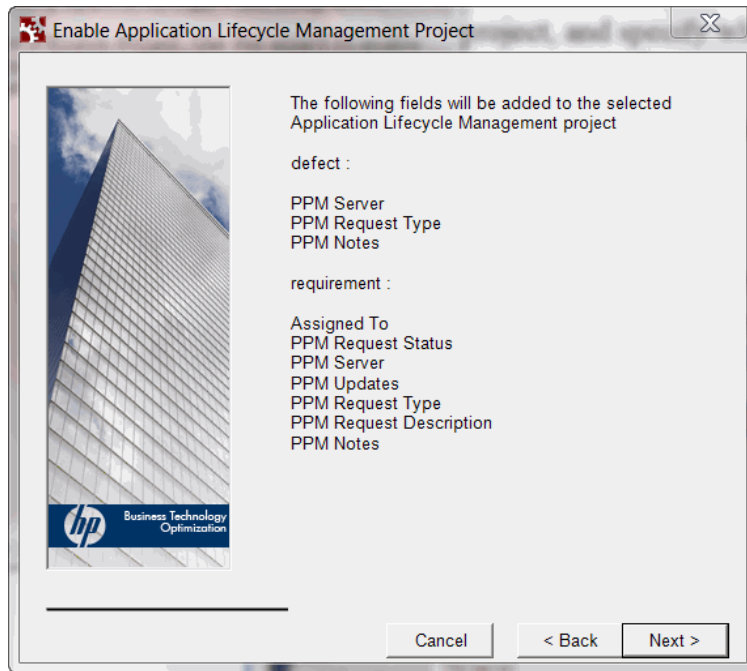 Enable Application Lifecycle Management Project
The following fields will be added to the selected
Application Lifecycle Management project
defect :
PPM Server
PPM Request Type
PPM Notes
requirement :
Assigned To
PPM Request Status
PPM Server
PPM Updates
PPM Request Type
PPM Request Description
PPM Notes
hp
Business Technology
Optimization
Cancel
< Back
Next >